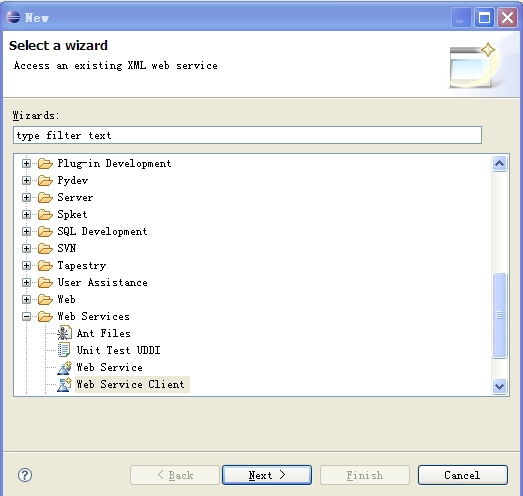 New
Select a wizard
Access an existing XML web service
Wizards:
type filter text
Plug-in Development
Pydev
Server
Spket
SQL Development
SVN
Tapestry
User Assistance
Web
Web Services
Ant Files
Unit Test UDDI
Web Service
Web Service Client
?
< Back
Next >
Finish
Cancel